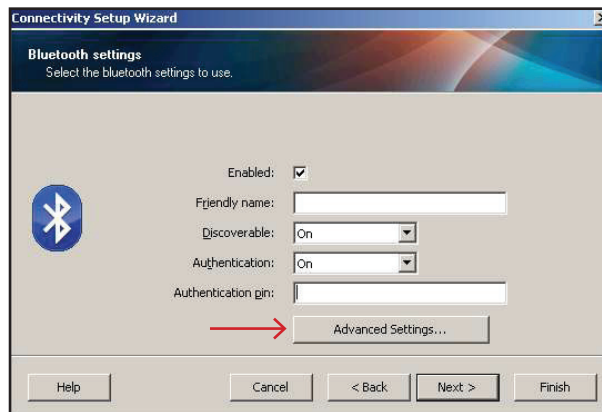 Connectivity Setup Wizard
Bluetooth settings
Select the bluetooth settings to use.
Enabled:
Friendly name:
Discoverable: On
Authentication: On
Authentication pin:
Advanced Settings...
Help Cancel < Back Next > Finish